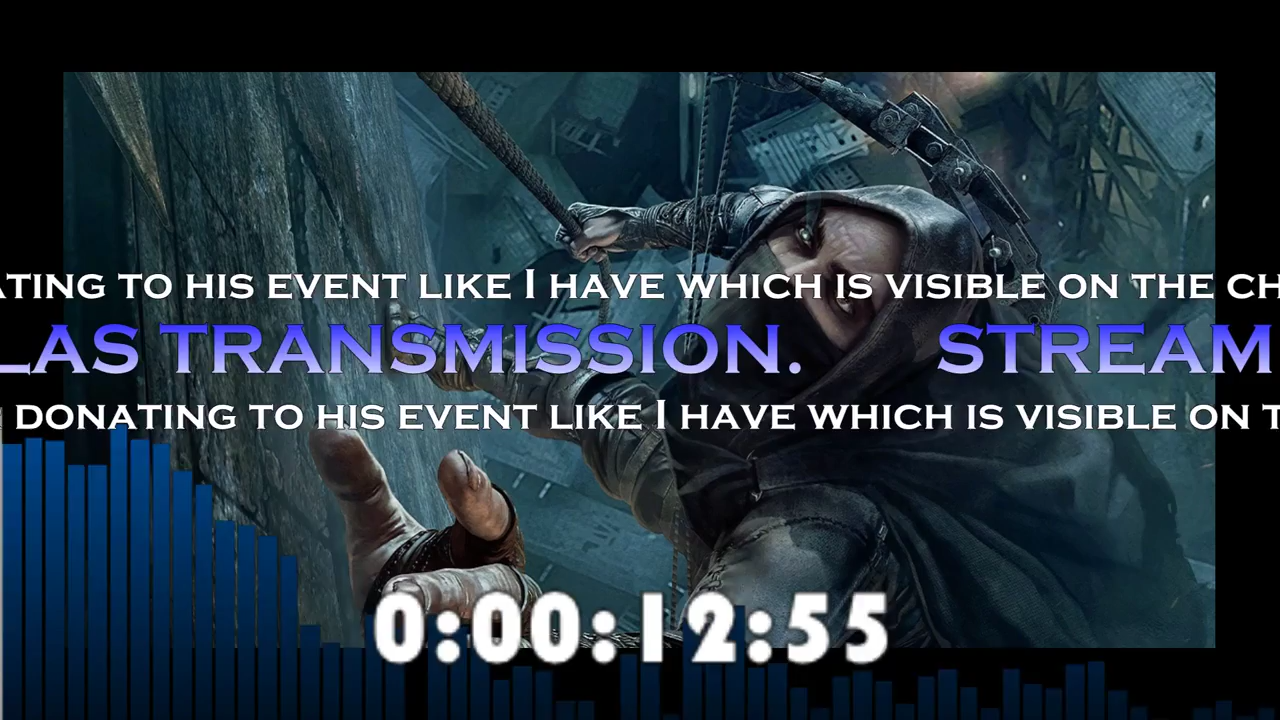 TING TO HIS EVENT LIKE I HAVE WHICH IS VISIBLE ON THE CH
LAS TRANSMISSION. STREAM
DONATING TO HIS EVENT LIKE I HAVE WHICH IS VISIBLE ON T
0:00:12:55